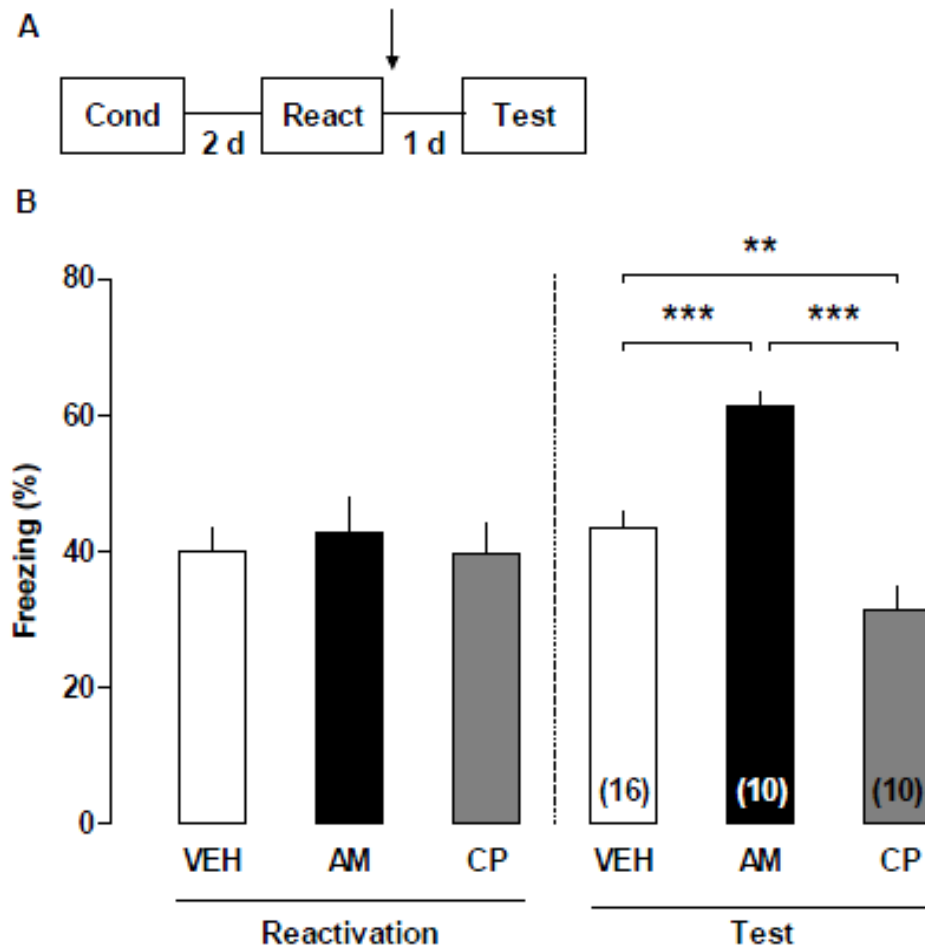 A
Cond
React
Test
2 d
1 d
B
**
***
***
80
60
40
20
0
Freezing (%)
(16)
(10)
(10)
VEH
AM
CP
VEH
AM
CP
Reactivation
Test